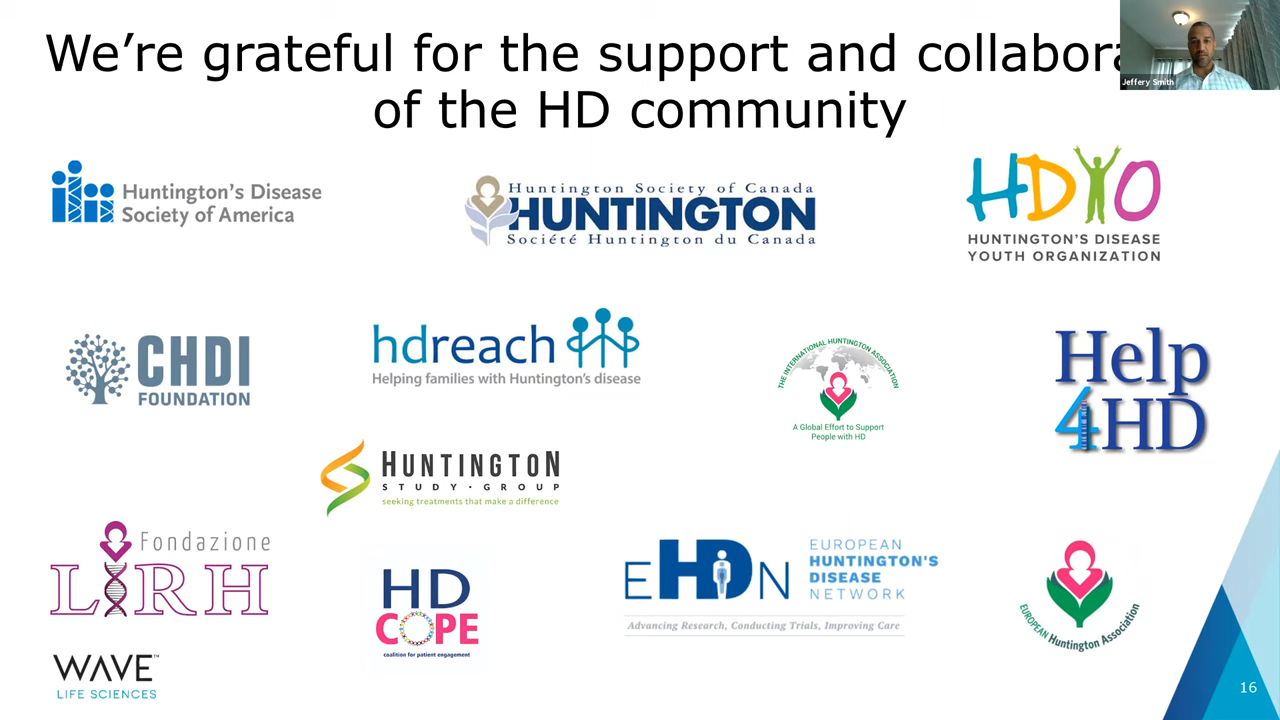 We're grateful for the support and collabora
of the HD community
Jeffery Smith
Huntington's Disease
Society of America
Huntington Society of Canada
HUNTINGTON
Société Huntington du Canada
HDYO
HUNTINGTON'S DISEASE
YOUTH ORGANIZATION
CHDI
FOUNDATION
hdreach
Helping families with Huntington's disease
THE INTERNATIONAL HUNTINGTON ASSOCIATION
A Global Effort to Support
People with HD
Help
4HD
HUNTINGTON
STUDY · GROUP
seeking treatments that make a difference
Fondazione
LIRH
HD
COPE
coalition for patient engagement
EHDN
EUROPEAN
HUNTINGTON'S
DISEASE
NETWORK
Advancing Research, Conducting Trials, Improving Care
EUROPEAN Huntington Association
WAVE™
LIFE SCIENCES
16